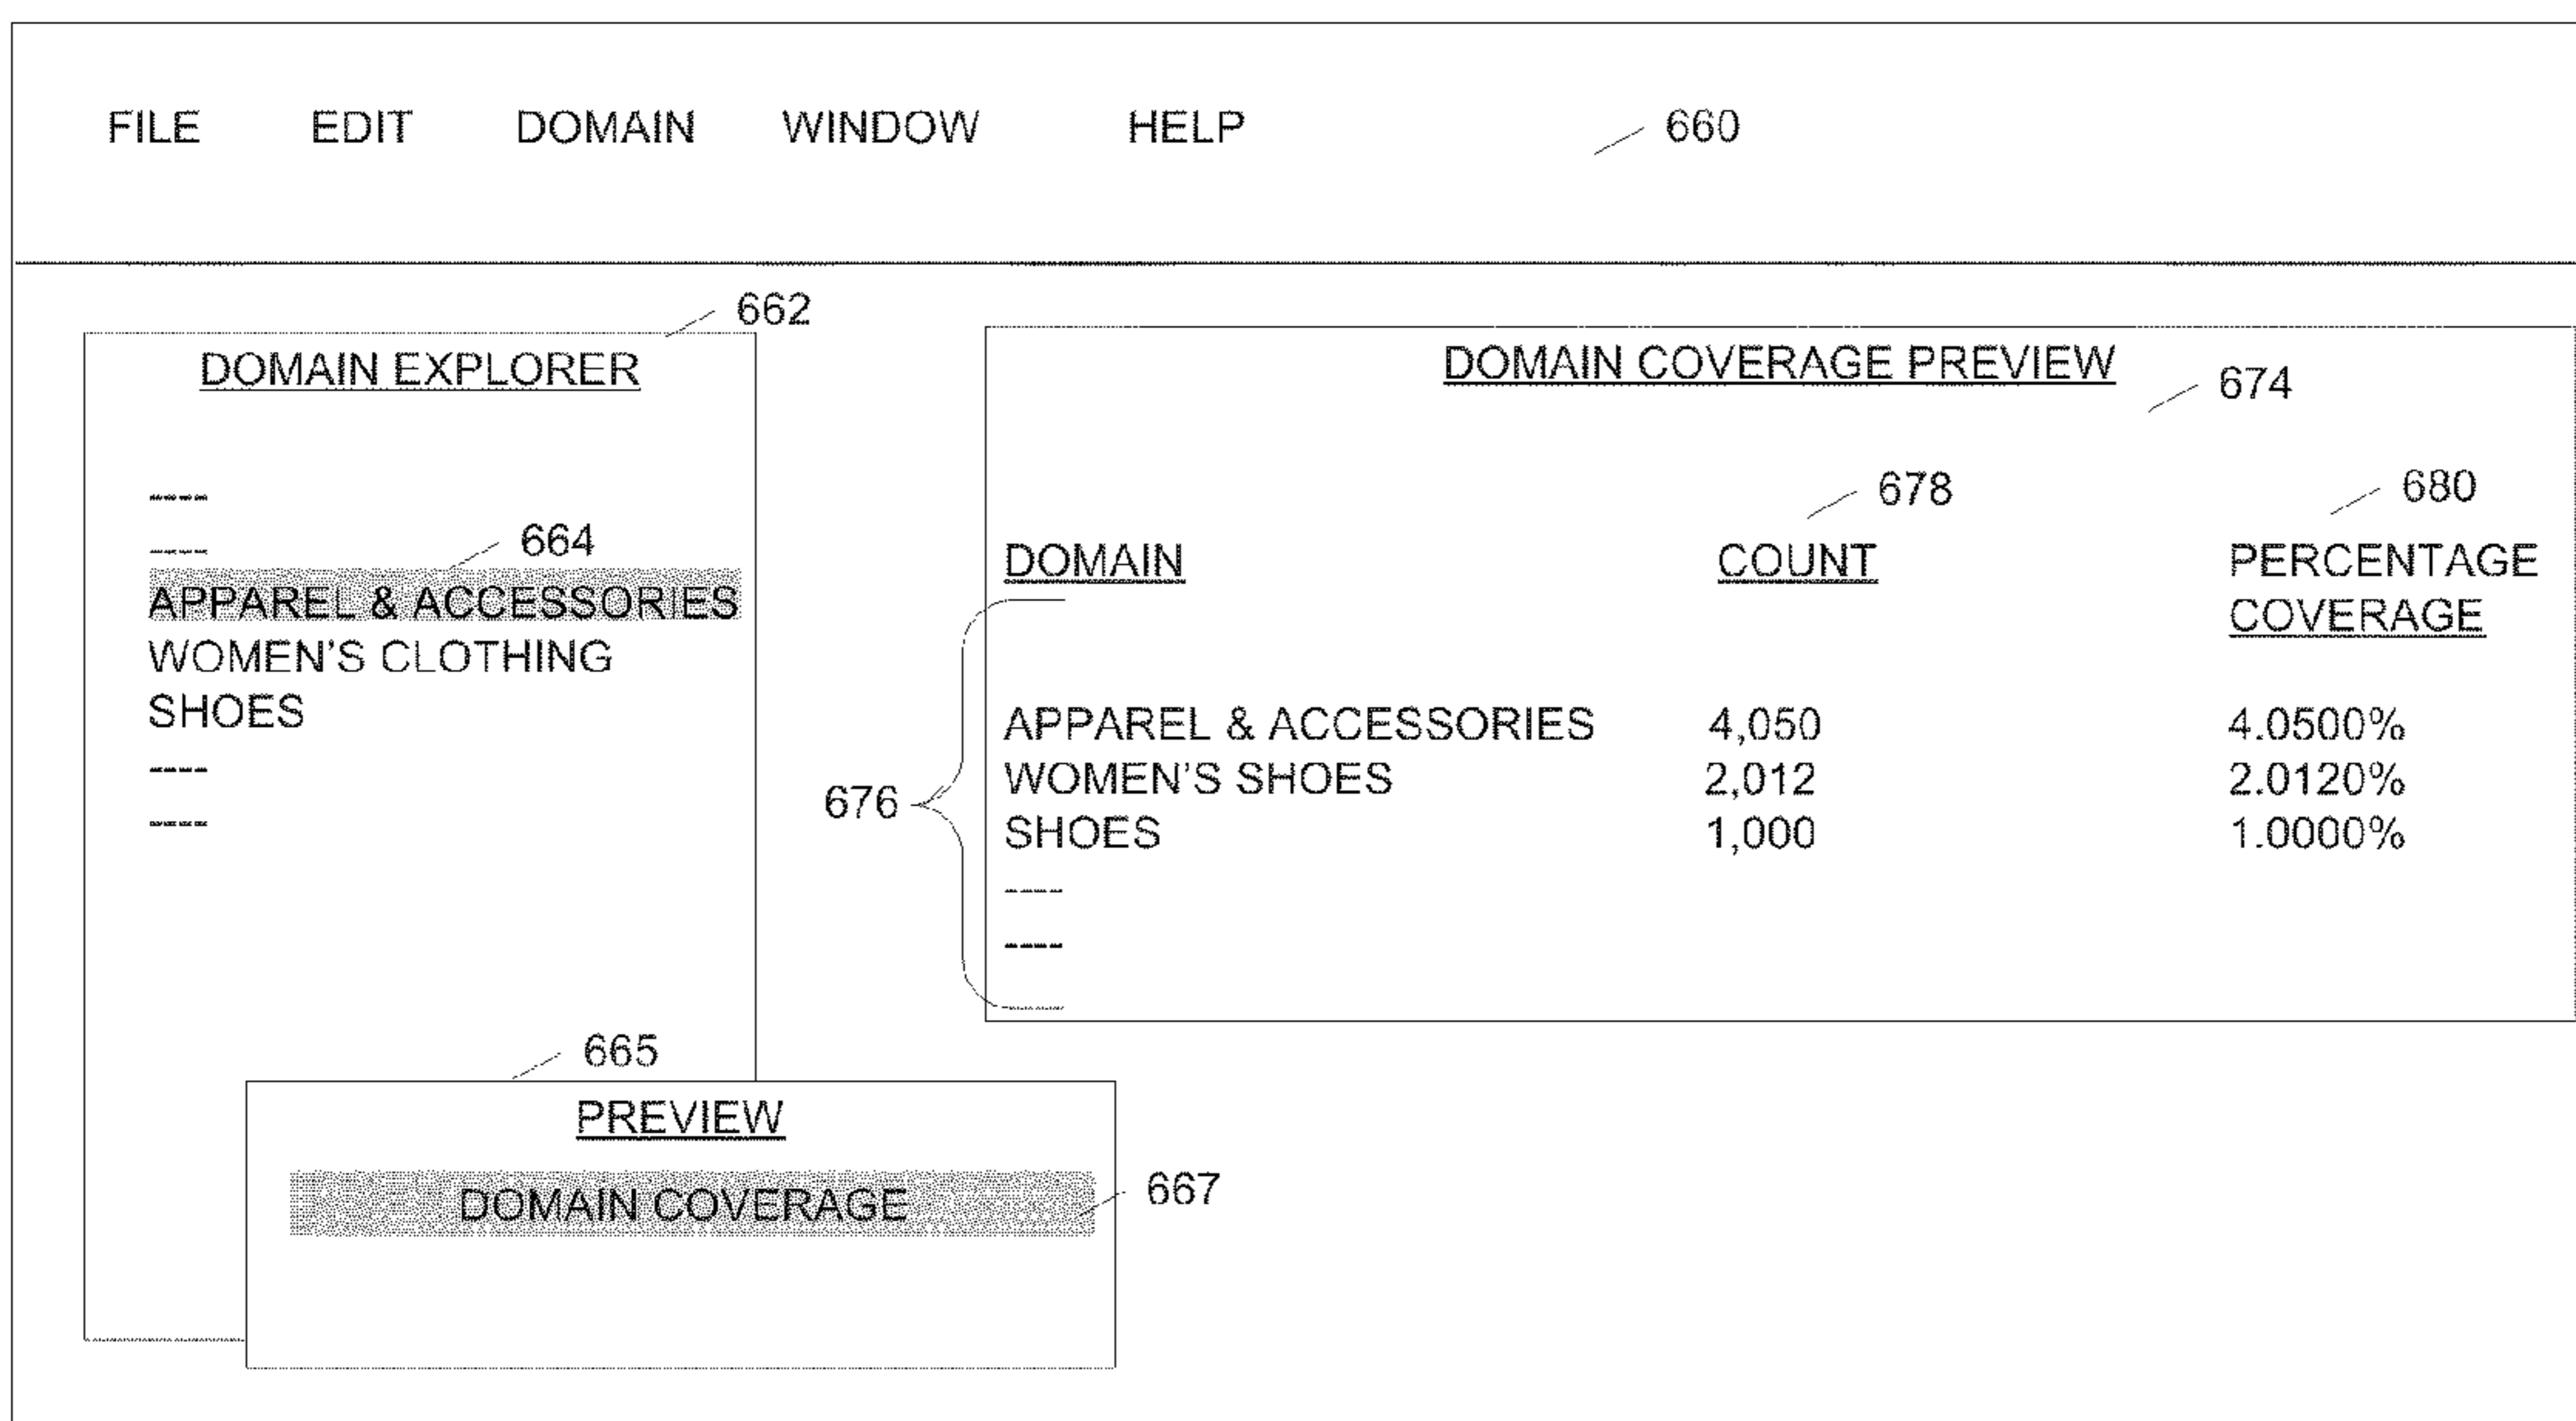 FILE EDIT DOMAIN WINDOW HELP 660
662
DOMAIN EXPLORER
----
----
664
APPAREL & ACCESSORIES
WOMEN'S CLOTHING
SHOES
----
----
DOMAIN COVERAGE PREVIEW
674
678 680
DOMAIN COUNT PERCENTAGE
COVERAGE
APPAREL & ACCESSORIES 4,050 4.0500%
WOMEN'S SHOES 2,012 2.0120%
676
SHOES 1,000 1.0000%
----
----
665
PREVIEW
DOMAIN COVERAGE 667